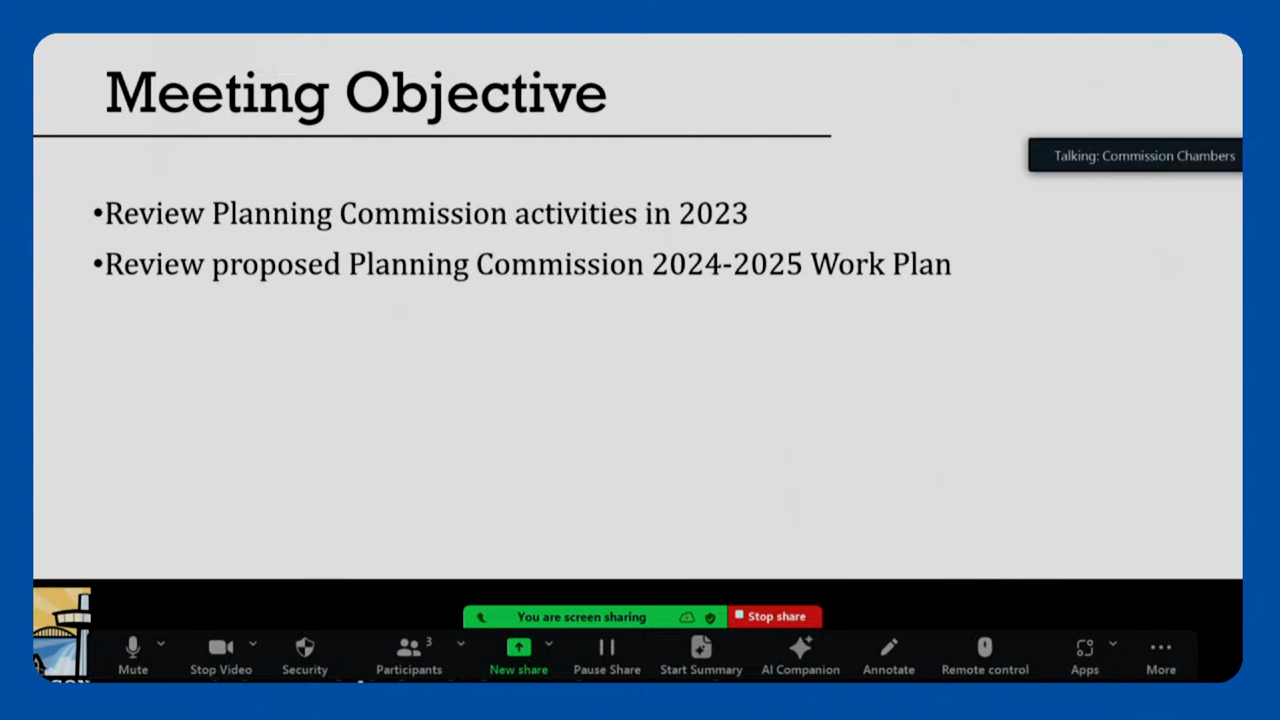 Meeting Objective
Talking: Commission Chambers
•Review Planning Commission activities in 2023
•Review proposed Planning Commission 2024-2025 Work Plan
You are screen sharing
Stop share
3
Mute
Stop Video
Security
Participants
New share
Pause Share
Start Summary
AI Companion
Annotate
Remote control
Apps
More